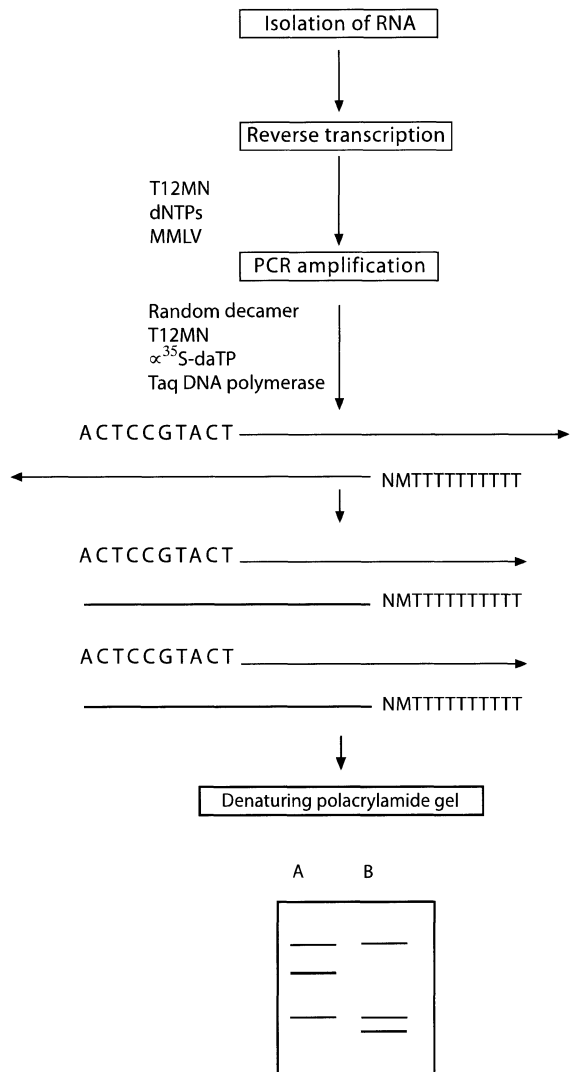 Isolation of RNA
Reverse transcription
T12MN
dNTPs
MMLV
PCR amplification
Random decamer
T12MN
∝35S-daTP
Taq DNA polymerase
ACTCCGTACT
NMTTTTTTTTTT
ACTCCGTACT
NMTTTTTTTTTT
ACTCCGTACT
NMTTTTTTTTTT
Denaturing polacrylamide gel
A B